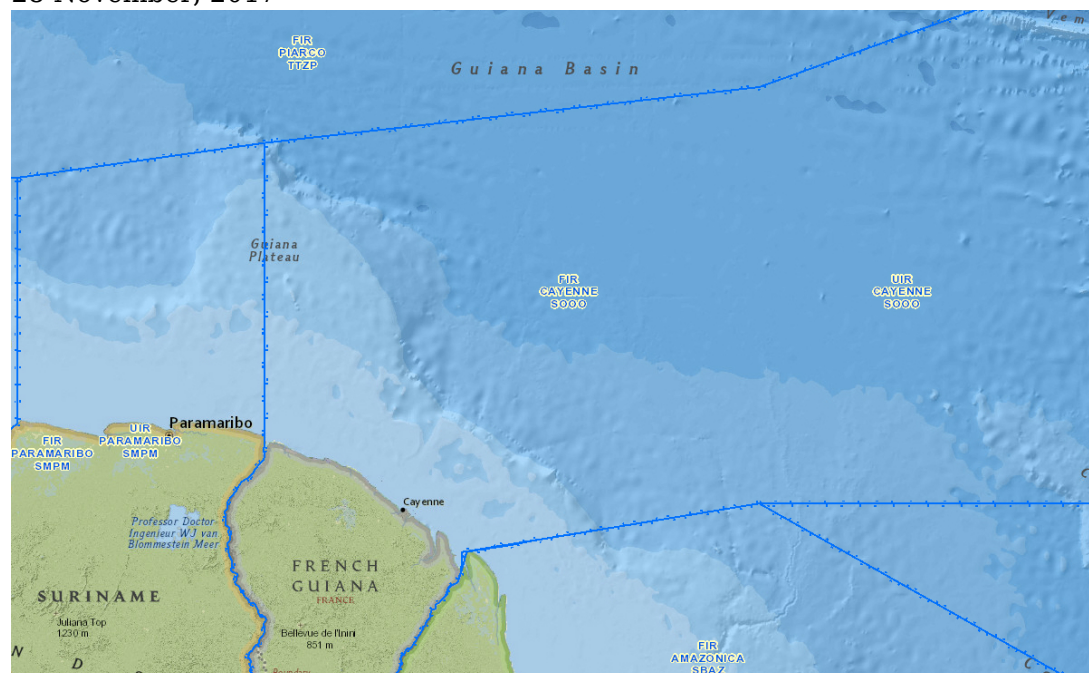 FIR
PIARCO
TTZP
Guiana Basin
Guiana
Plateau
FIR
CAYENNE
SOOO
UIR
CAYENNE
SOOO
Paramaribo
FIR
PARAMARIBO
SMPM
UIR
PARAMARIBO
SMPM
Cayenne
Professor Doctor-
Ingenieur WJ van
Blommestein Meer
FRENCH
GUIANA
FRANCE
SURINAME
Juliana Top
1230 m
Bellevue de l'Inini
851 m
FIR
AMAZONICA
SBAZ